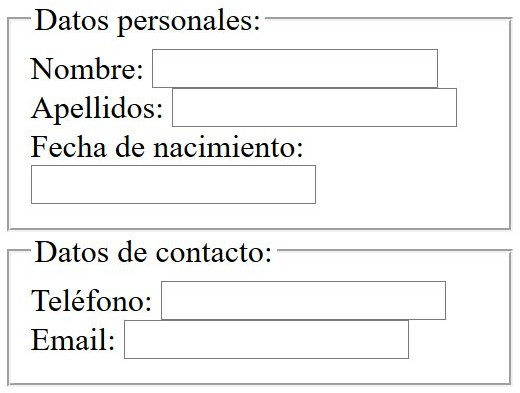 Datos personales:
Nombre:
Apellidos:
Fecha de nacimiento:
Datos de contacto:
Teléfono:
Email: